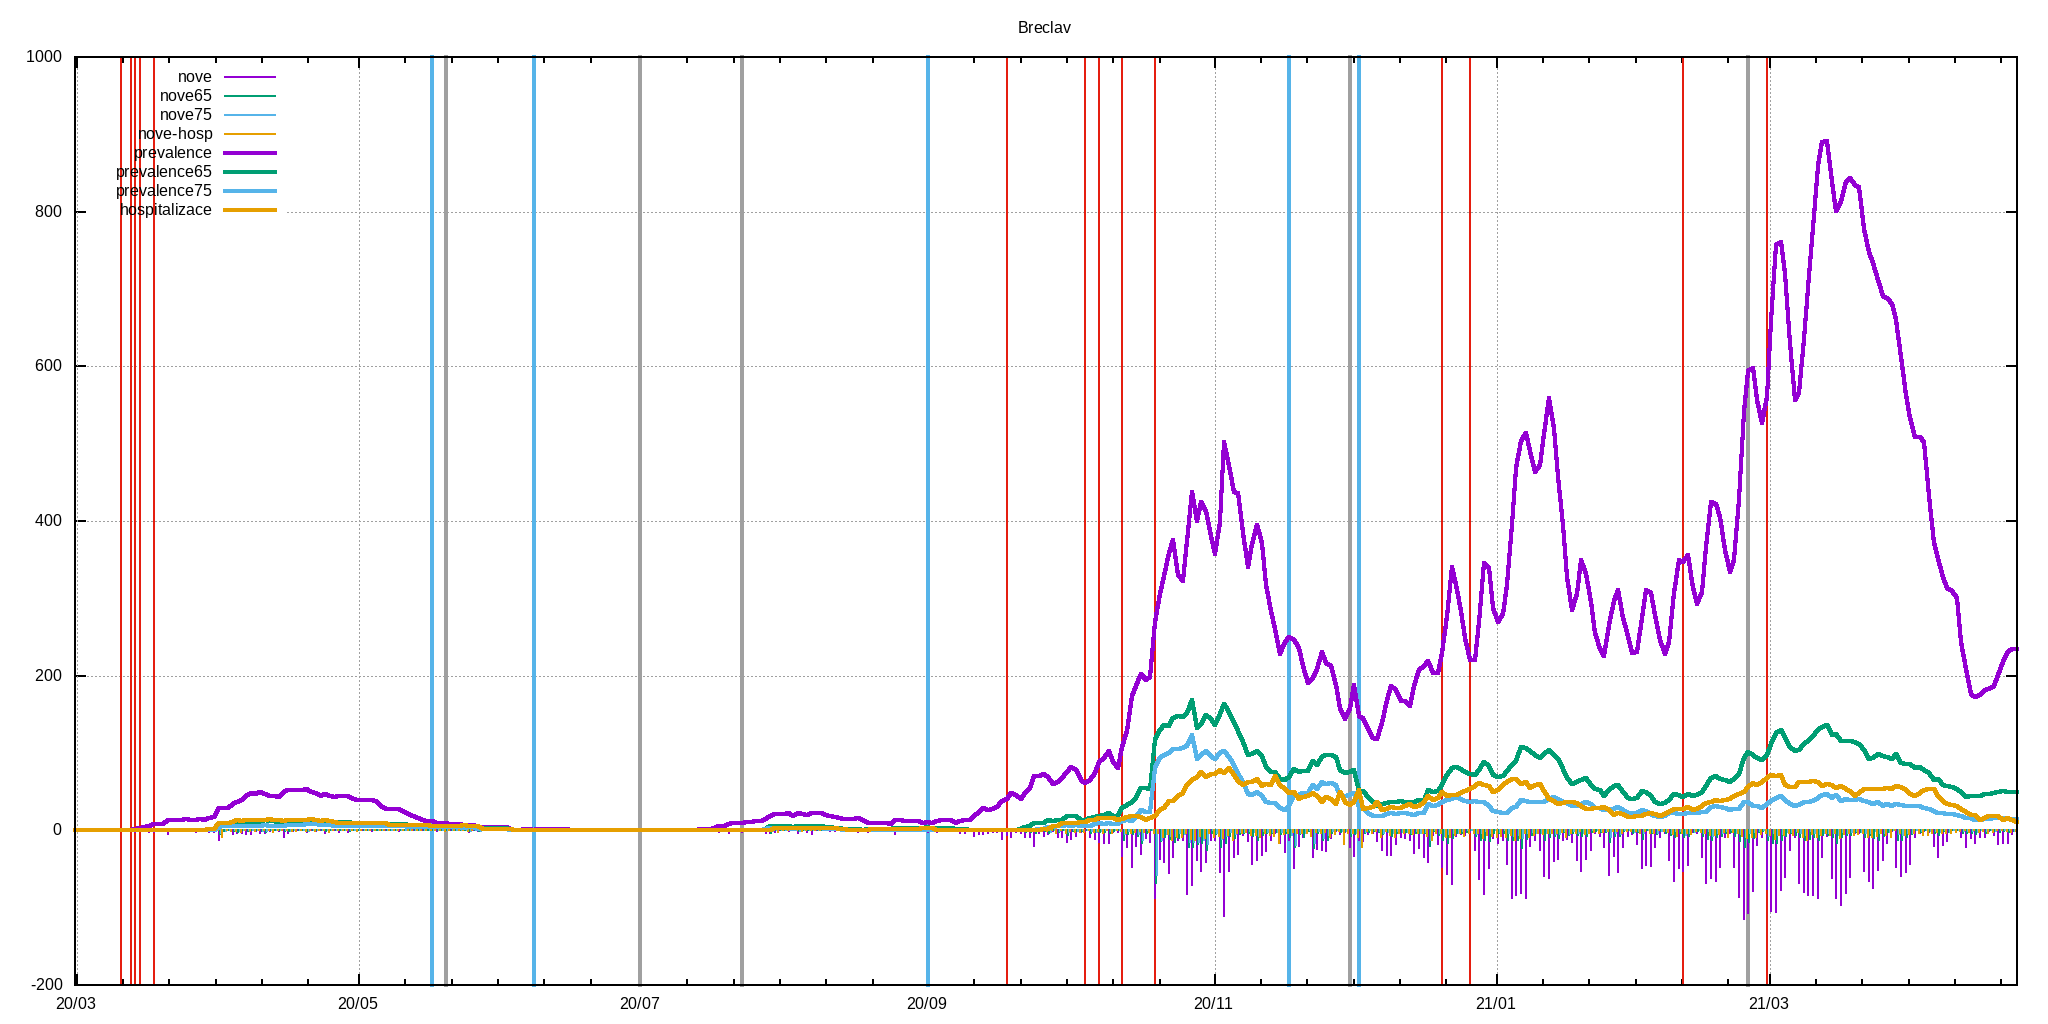 Breclav
1000
800
600
400
200
0
-200
nove
nove65
nove75
nove-hosp
prevalence
prevalence65
prevalence75
hospitalizace
20/03 20/05 20/07 20/09 20/11 21/01 21/03